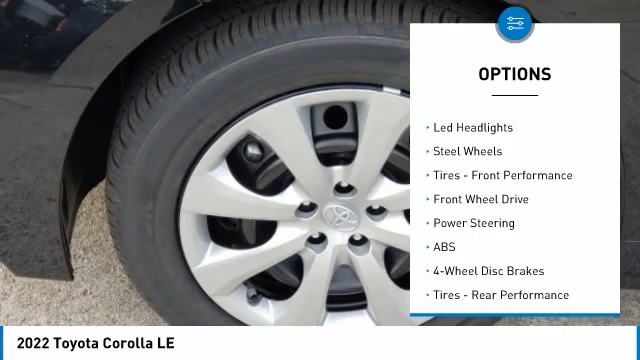 OPTIONS
Led Headlights
Steel Wheels
Tires - Front Performance
Front Wheel Drive
Power Steering
ABS
4-Wheel Disc Brakes
Tires - Rear Performance
2022 Toyota Corolla LE